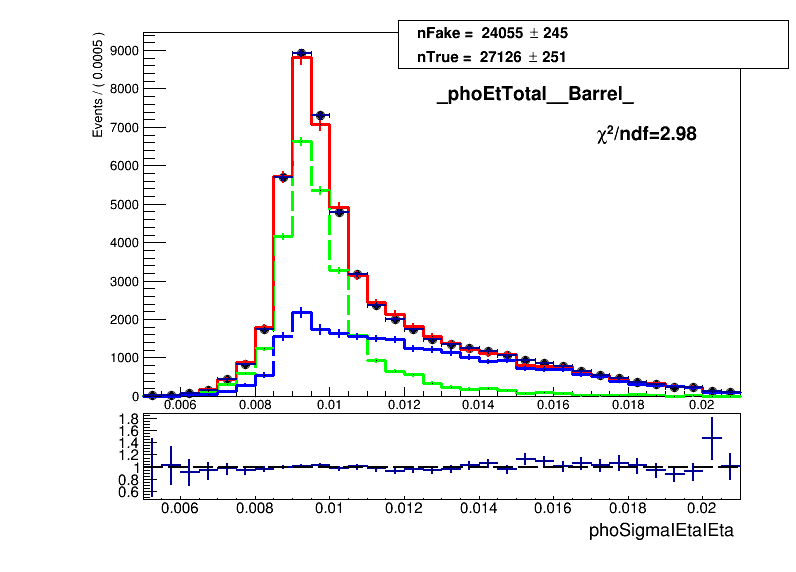 nFake = 24055 ± 245
nTrue = 27126 ± 251
_phoEtTotal__Barrel_
χ²/ndf=2.98
Events / ( 0.0005 )
9000
8000
7000
6000
5000
4000
3000
2000
1000
0
0.006 0.008 0.01 0.012 0.014 0.016 0.018 0.02
1.8
1.6
1.4
1.2
1
0.8
0.6
0.006 0.008 0.01 0.012 0.014 0.016 0.018 0.02
phoSigmaIEtaIEta